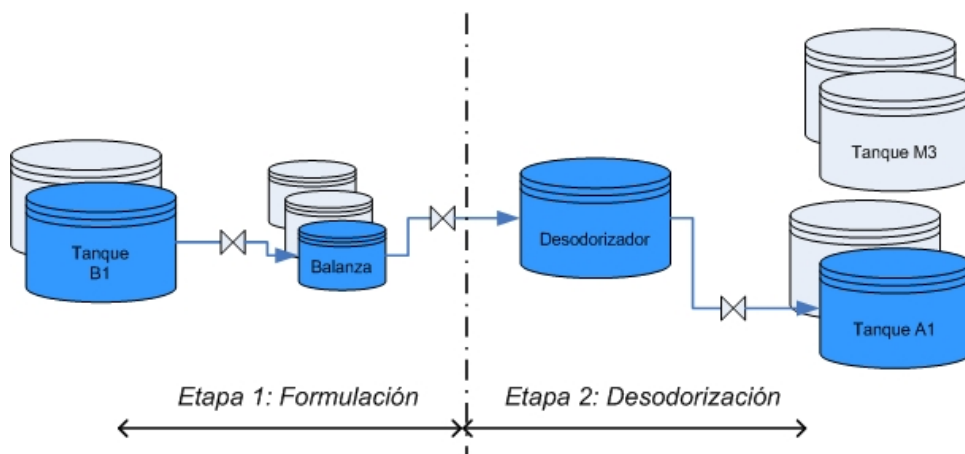 Tanque M3
Tanque
B1
Balanza
Desodorizador
Tanque A1
Etapa 1: Formulación
Etapa 2: Desodorización